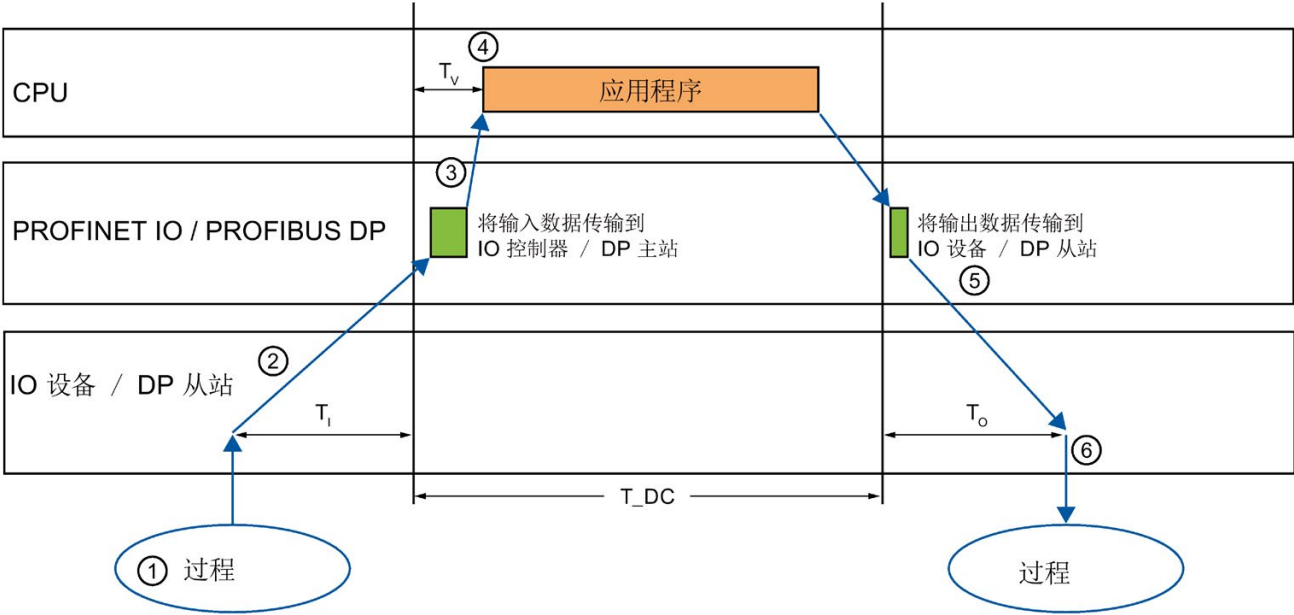 ④
T_V
CPU
应用程序
③
PROFINET IO / PROFIBUS DP
将输入数据传输到
IO 控制器 / DP 主站
将输出数据传输到
IO 设备 / DP 从站
⑤
②
IO 设备 / DP 从站
T_I
T_O
⑥
T_DC
① 过程
过程